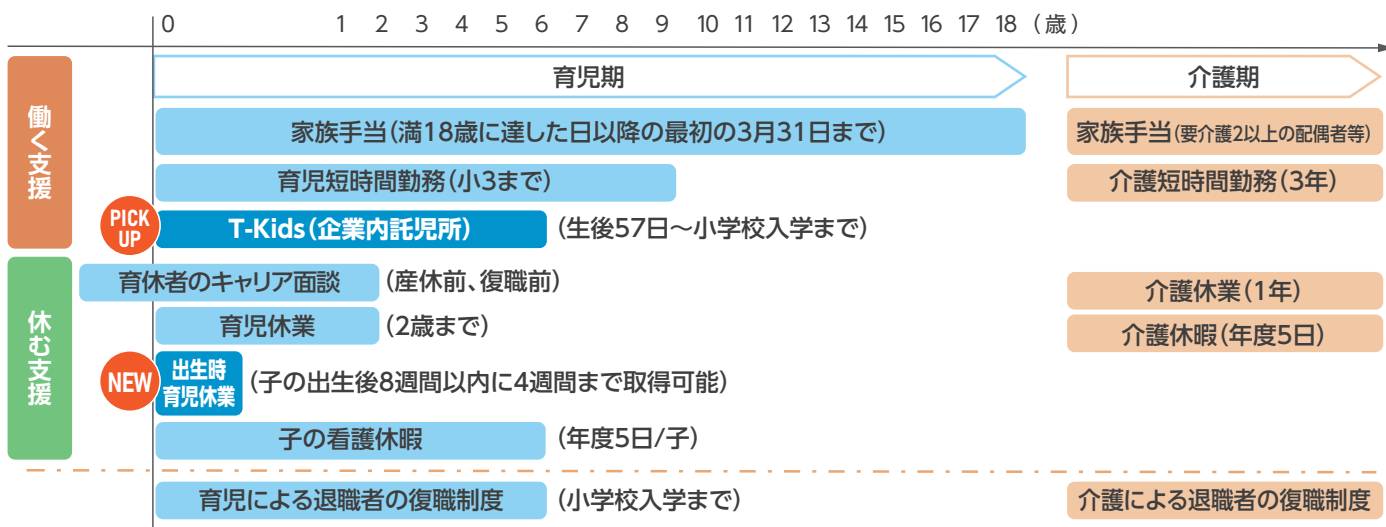 0 1 2 3 4 5 6 7 8 9 10 11 12 13 14 15 16 17 18 (歳)
働く支援
育児期
介護期
家族手当(満18歳に達した日以降の最初の3月31日まで)
家族手当(要介護2以上の配偶者等)
育児短時間勤務(小3まで)
介護短時間勤務(3年)
PICK
UP
T-Kids(企業内託児所)
(生後57日〜小学校入学まで)
休む支援
育休者のキャリア面談
(産休前、復職前)
介護休業(1年)
育児休業
(2歳まで)
介護休暇(年度5日)
NEW
出生時
育児休業
(子の出生後8週間以内に4週間まで取得可能)
子の看護休暇
(年度5日/子)
育児による退職者の復職制度
(小学校入学まで)
介護による退職者の復職制度